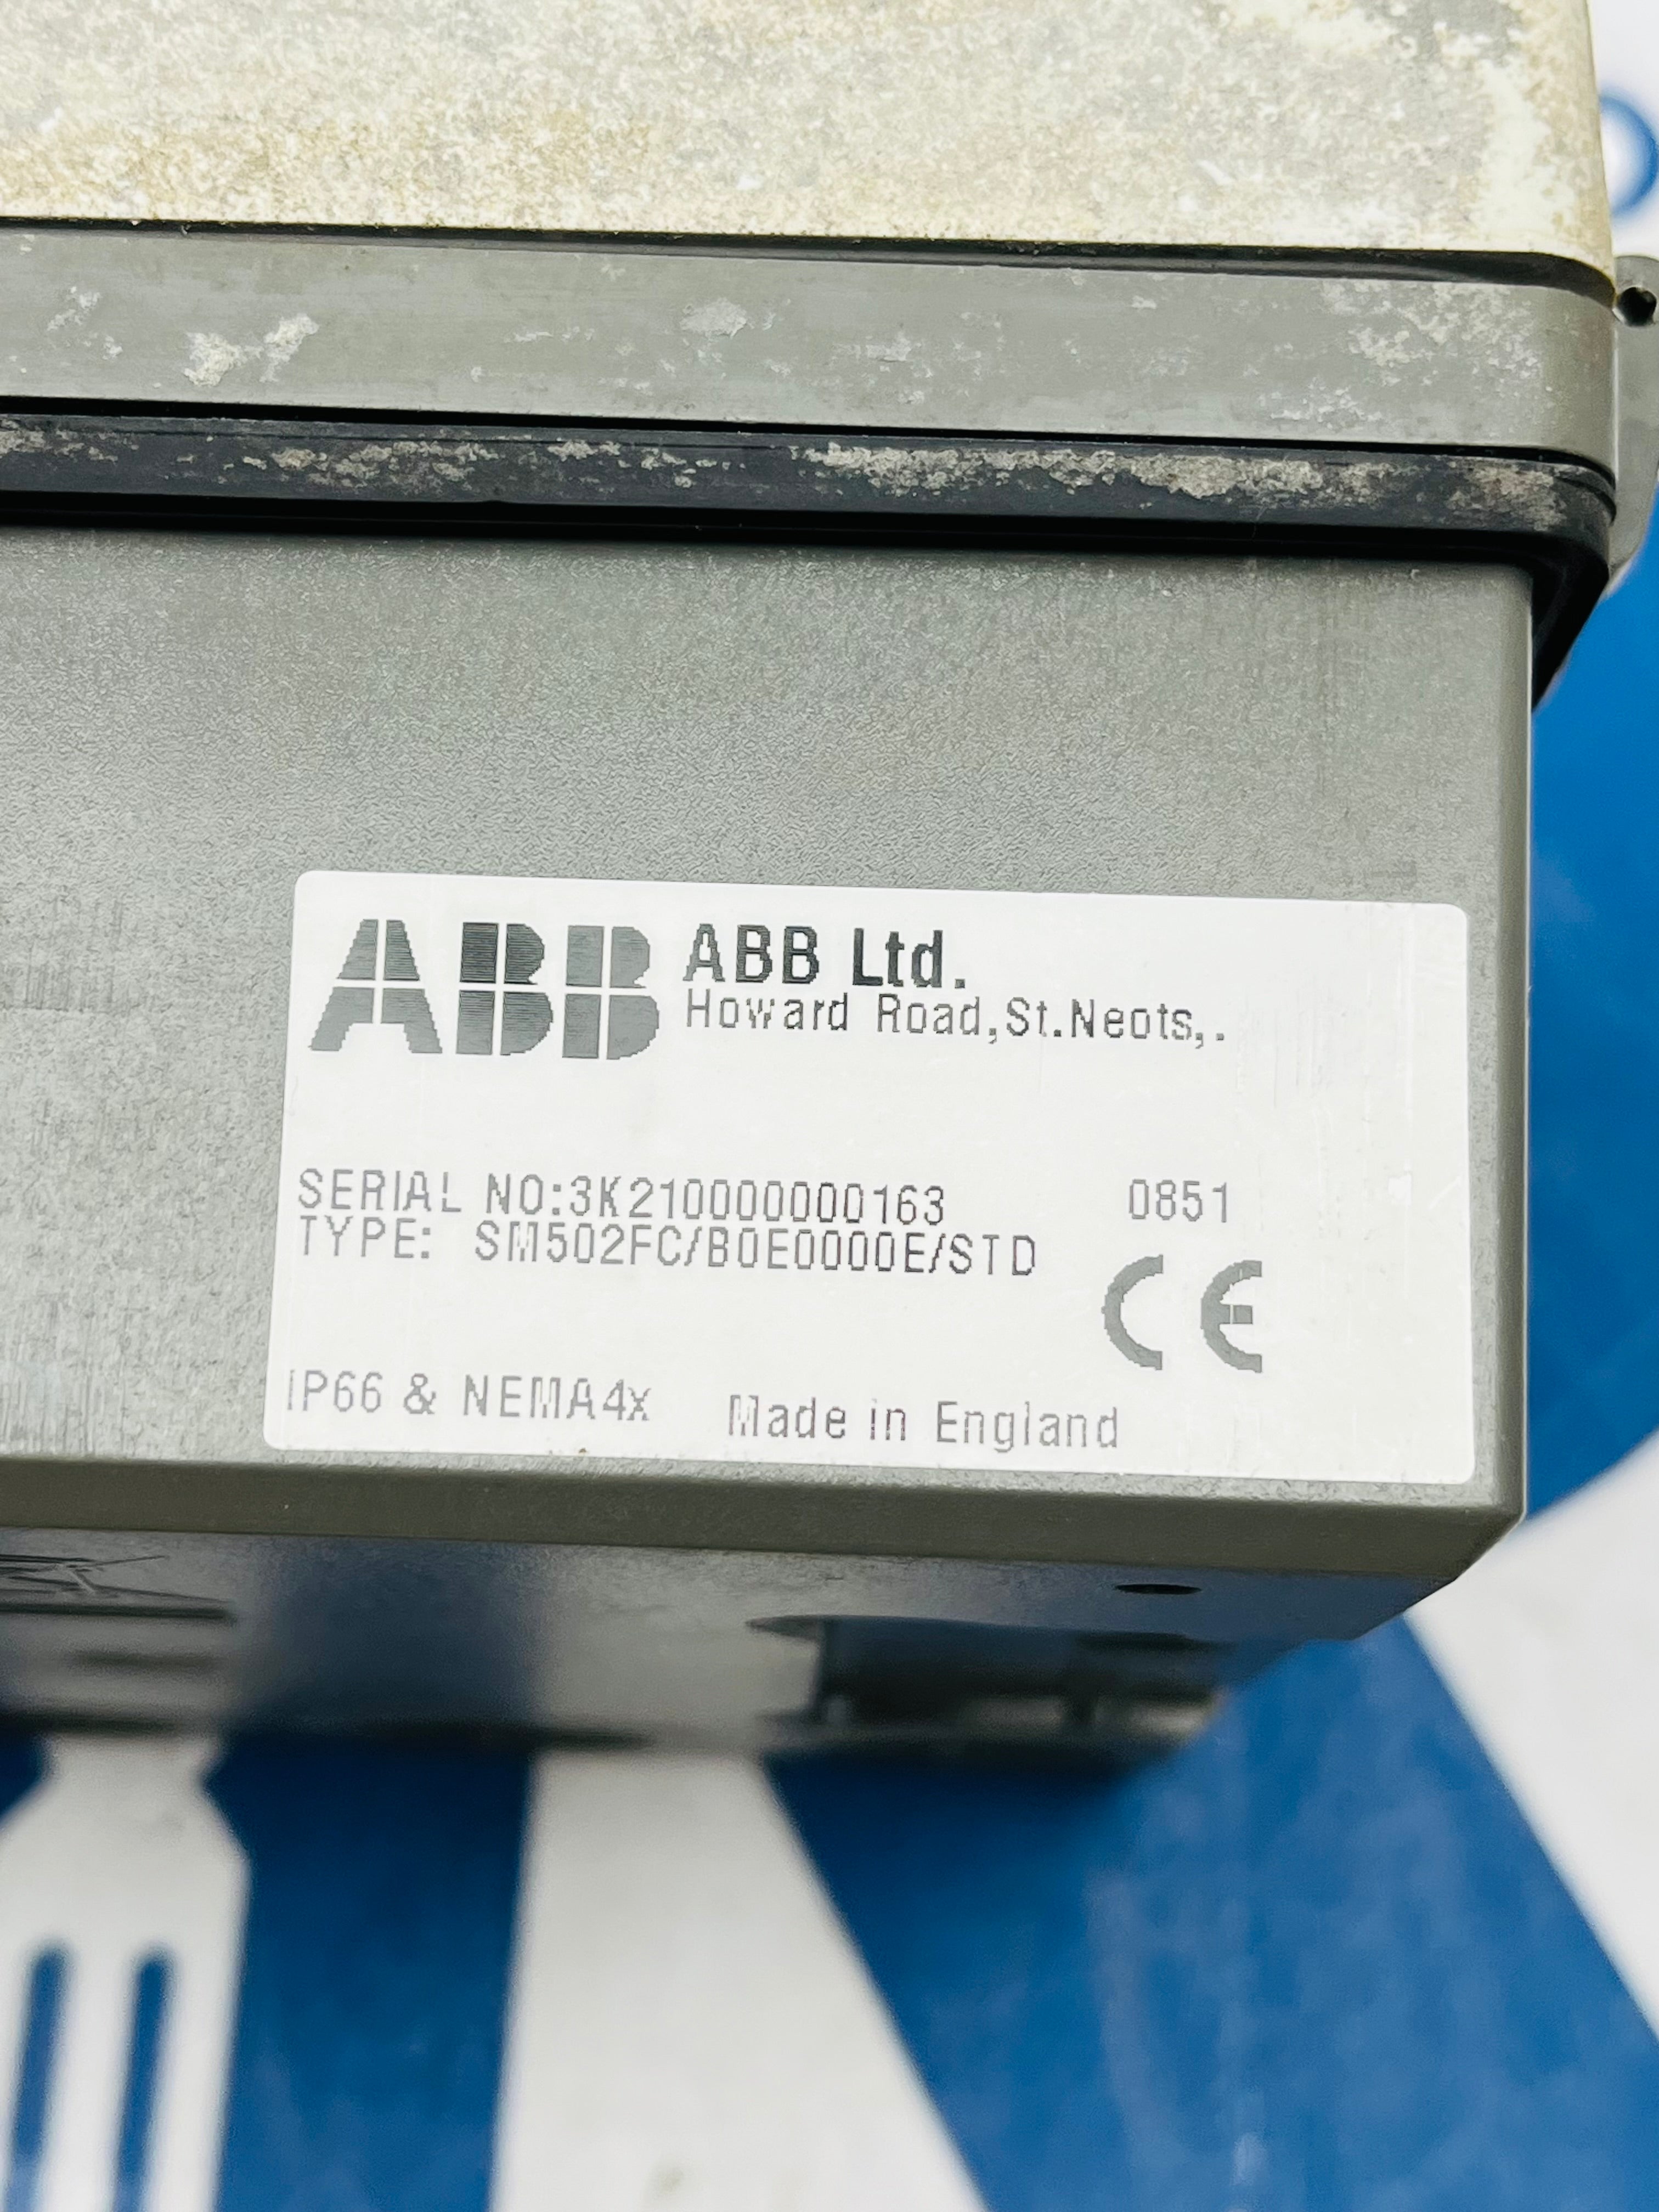 ABB ABB Ltd.
Howard Road,St.Neots,.
SERIAL NO:3K210000000163 0851
TYPE: SM502FC/B0E0000E/STD
CE
IP66 & NEMA4x Made in England